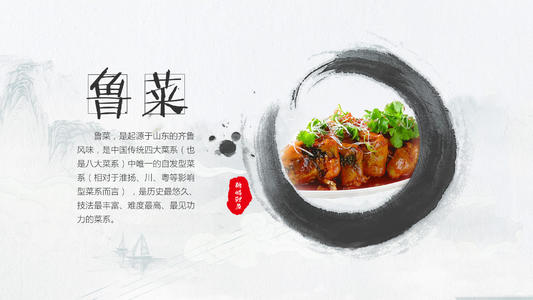 鲁菜
鲁菜，是起源于山东的齐鲁
风味，是中国传统四大菜系（也
是八大菜系）中唯一的自发型菜
系（相对于淮扬、川、粤等影响
型菜系而言），是历史最悠久、
技法最丰富、难度最高、最见功
力的菜系。